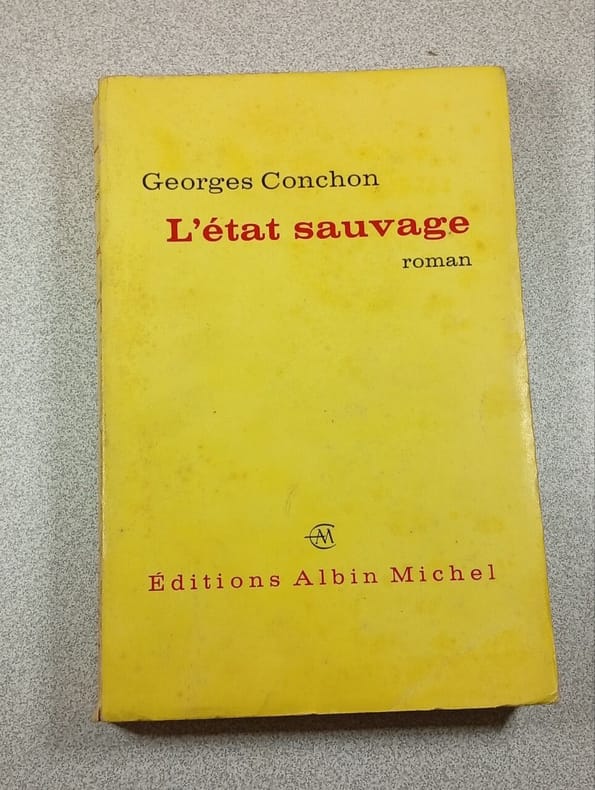 Georges Conchon
L'état sauvage
roman
AM
Éditions Albin Michel